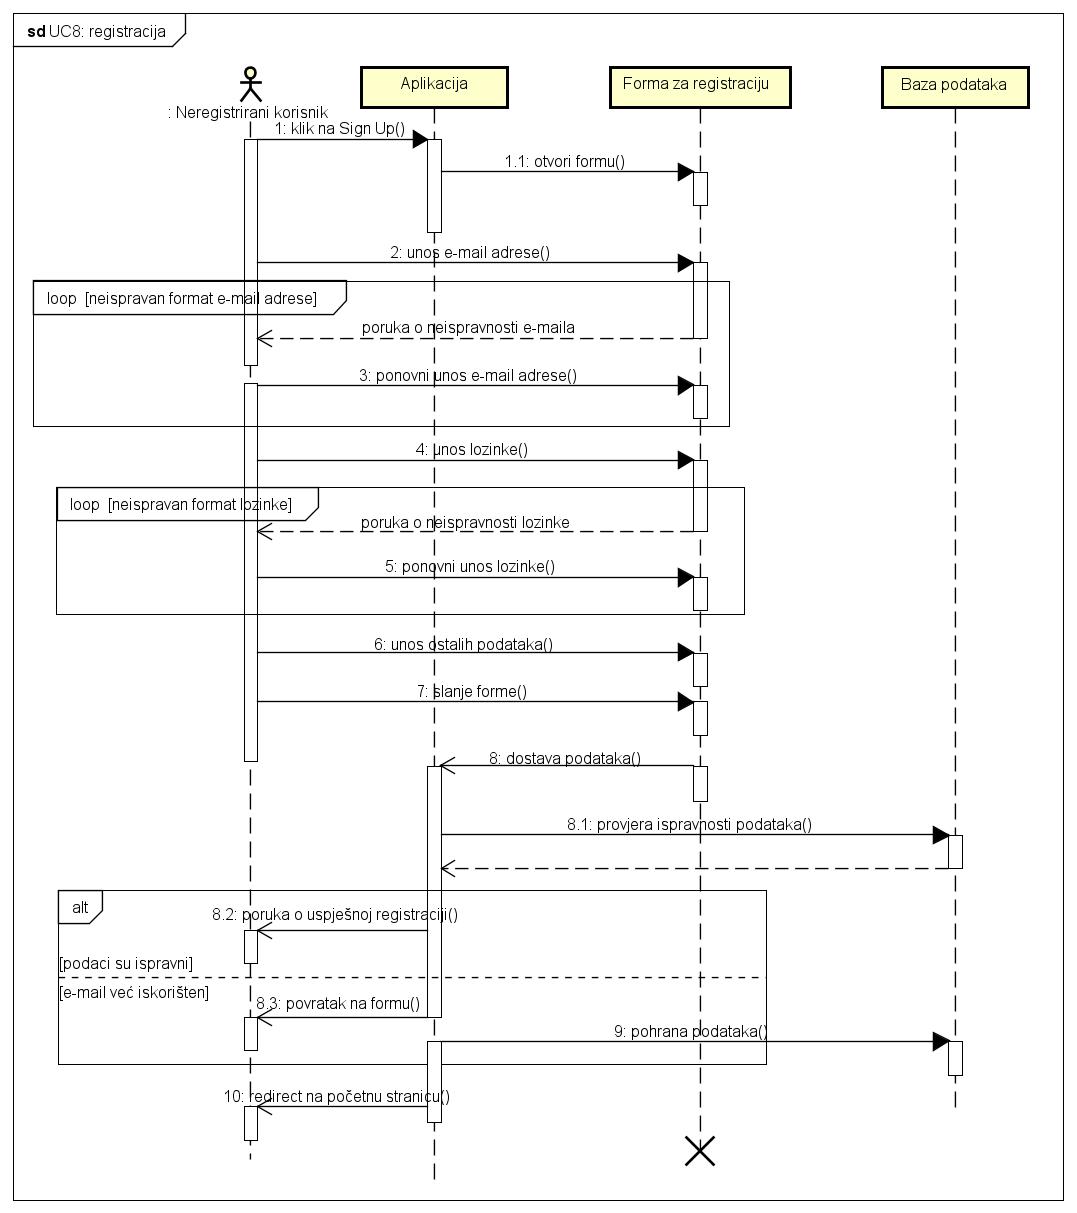 sd UC8: registracija
: Neregistrirani korisnik
Aplikacija
Forma za registraciju
Baza podataka
1: klik na Sign Up()
1.1: otvori formu()
2: unos e-mail adrese()
loop [neispravan format e-mail adrese]
poruka o neispravnosti e-maila
3: ponovni unos e-mail adrese()
4: unos lozinke()
loop [neispravan format lozinke]
poruka o neispravnosti lozinke
5: ponovni unos lozinke()
6: unos ostalih podataka()
7: slanje forme()
8: dostava podataka()
8.1: provjera ispravnosti podataka()
alt
8.2: poruka o uspješnoj registraciji()
[podaci su ispravni]
[e-mail već iskorišten]
8.3: povratak na formu()
9: pohrana podataka()
10: redirect na početnu stranicu()